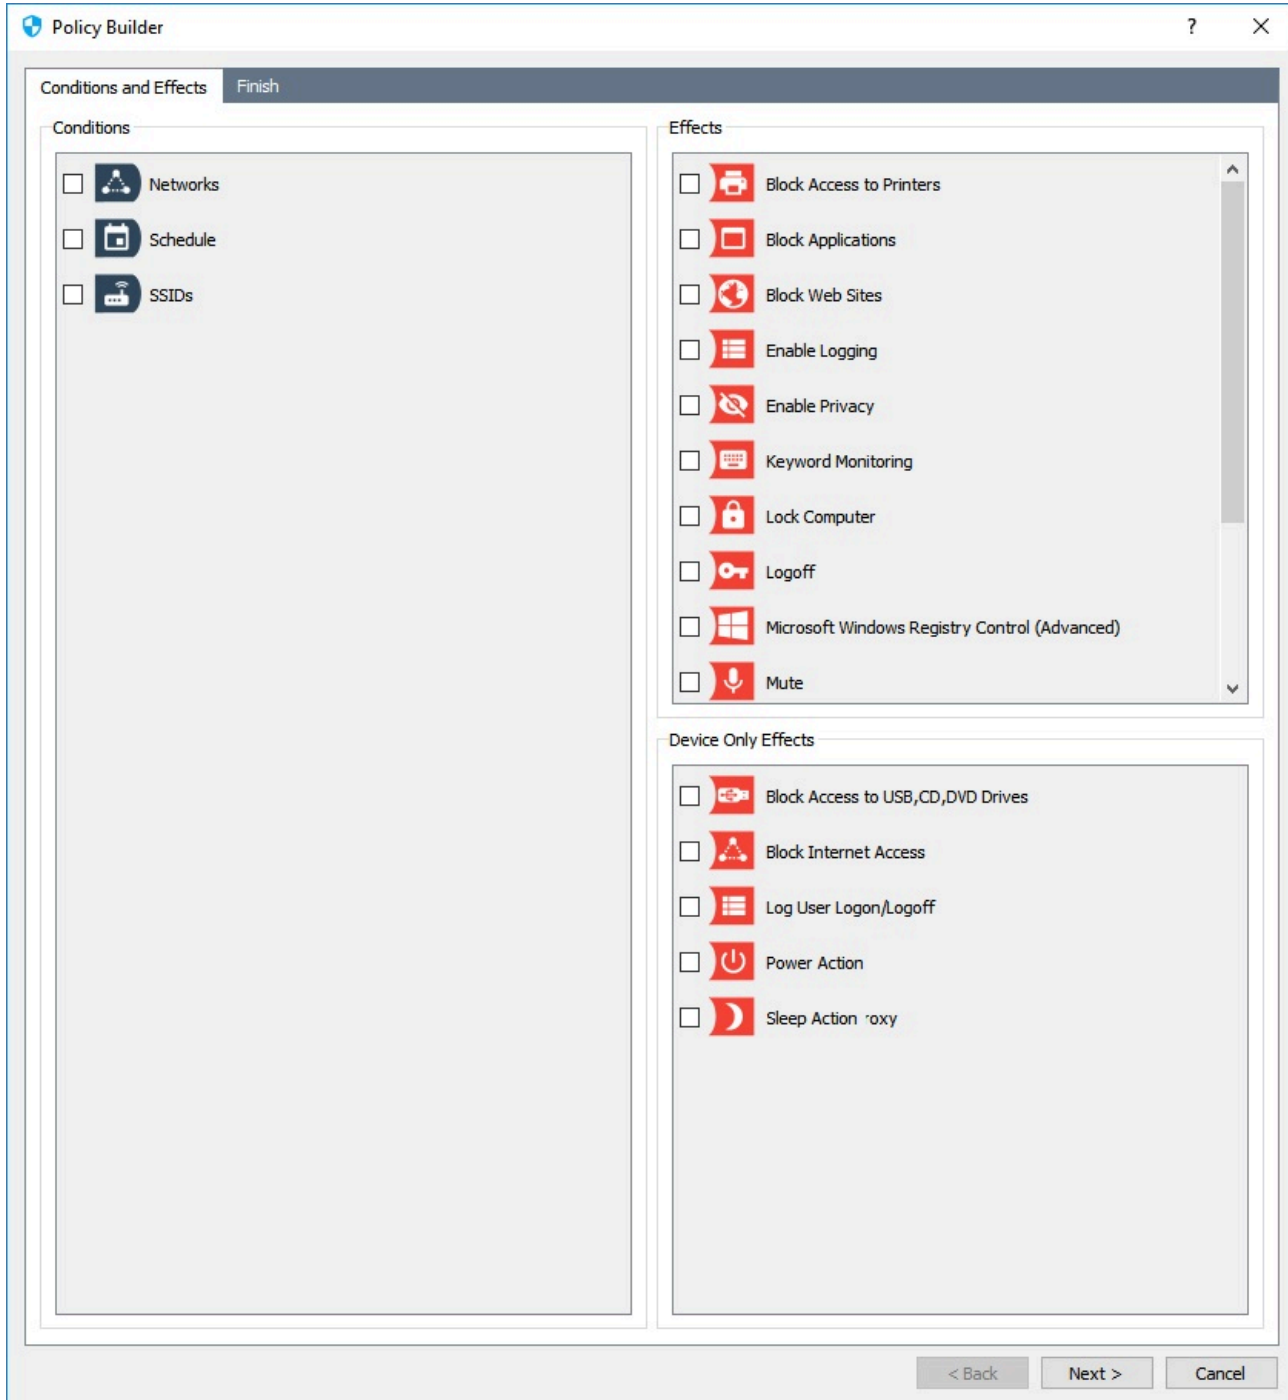 Policy Builder
?
Conditions and Effects
Finish
Conditions
Networks
Schedule
SSIDs
Effects
Block Access to Printers
Block Applications
Block Web Sites
Enable Logging
Enable Privacy
Keyword Monitoring
Lock Computer
Logoff
Microsoft Windows Registry Control (Advanced)
Mute
Device Only Effects
Block Access to USB,CD,DVD Drives
Block Internet Access
Log User Logon/Logoff
Power Action
Sleep Action roxy
< Back
Next >
Cancel